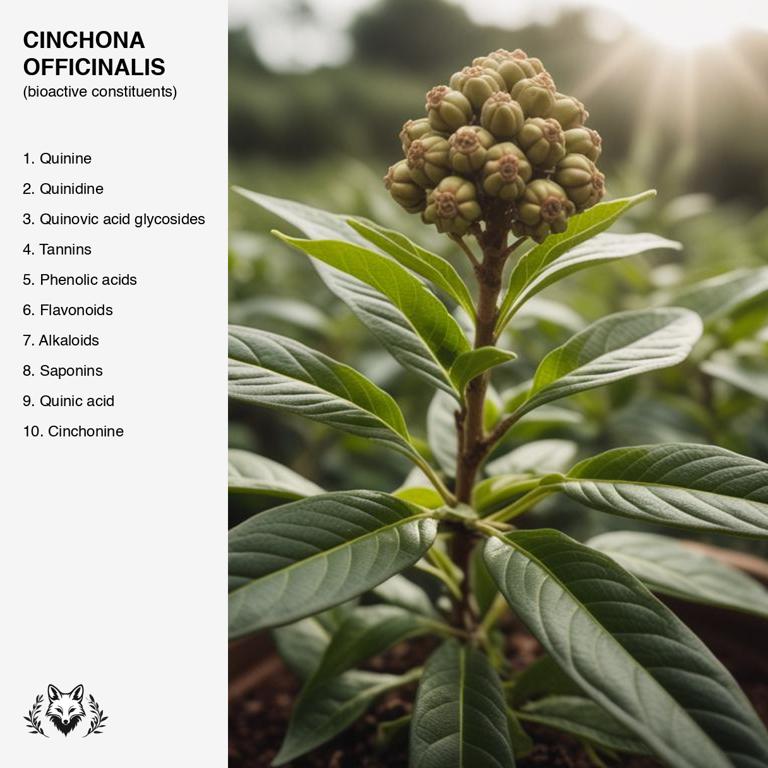 CINCHONA
OFFICINALIS
(bioactive constituents)
1. Quinine
2. Quinidine
3. Quinovic acid glycosides
4. Tannins
5. Phenolic acids
6. Flavonoids
7. Alkaloids
8. Saponins
9. Quinic acid
10. Cinchonine